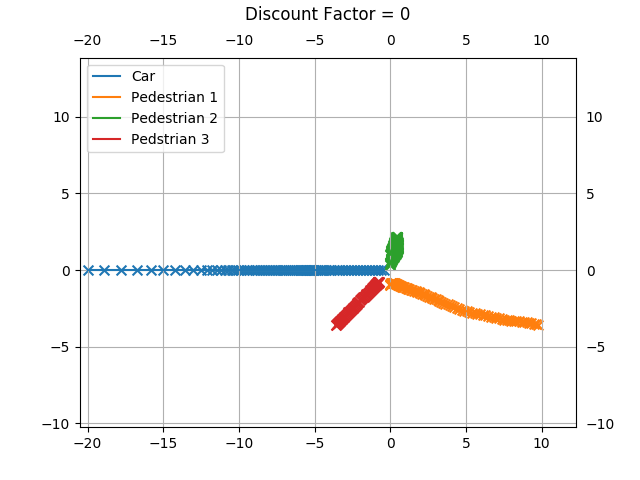 Discount Factor = 0
−20 −15 −10 −5 0 5 10
Car
Pedestrian 1
Pedestrian 2
Pedstrian 3
10 10
5 5
0 0
−5 −5
−10 −10
−20 −15 −10 −5 0 5 10